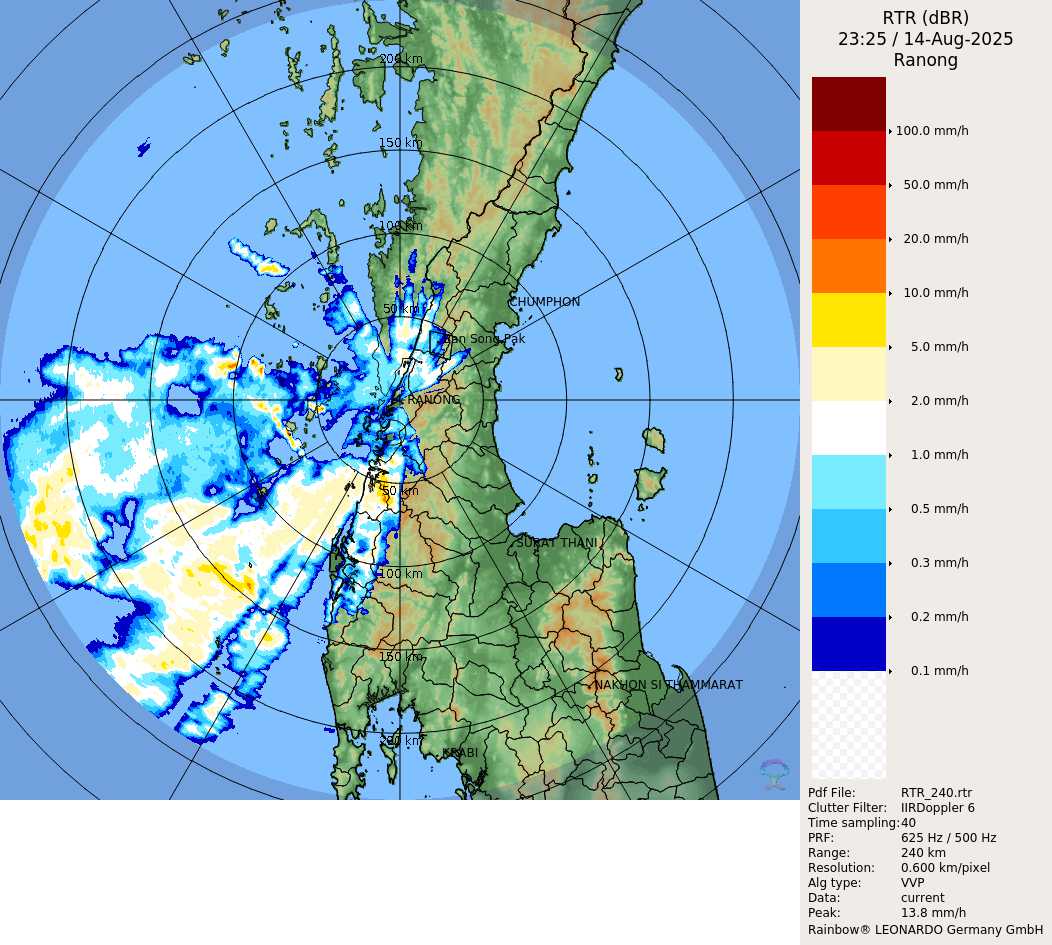 RTR (dBR)
23:25 / 14-Aug-2025
Ranong
100.0 mm/h
50.0 mm/h
20.0 mm/h
10.0 mm/h
5.0 mm/h
2.0 mm/h
1.0 mm/h
0.5 mm/h
0.3 mm/h
0.2 mm/h
0.1 mm/h
200 km
150 km
100 km
CHUMPHON
50 km
Ban Song Pak
RANONG
50 km
SURAT THANI
100 km
150 km
NAKHON SI THAMMARAT
200 km
KRABI
Pdf File: RTR_240.rtr
Clutter Filter: IIRDoppler 6
Time sampling:40
PRF: 625 Hz / 500 Hz
Range: 240 km
Resolution: 0.600 km/pixel
Alg type: VVP
Data: current
Peak: 13.8 mm/h
Rainbow® LEONARDO Germany GmbH